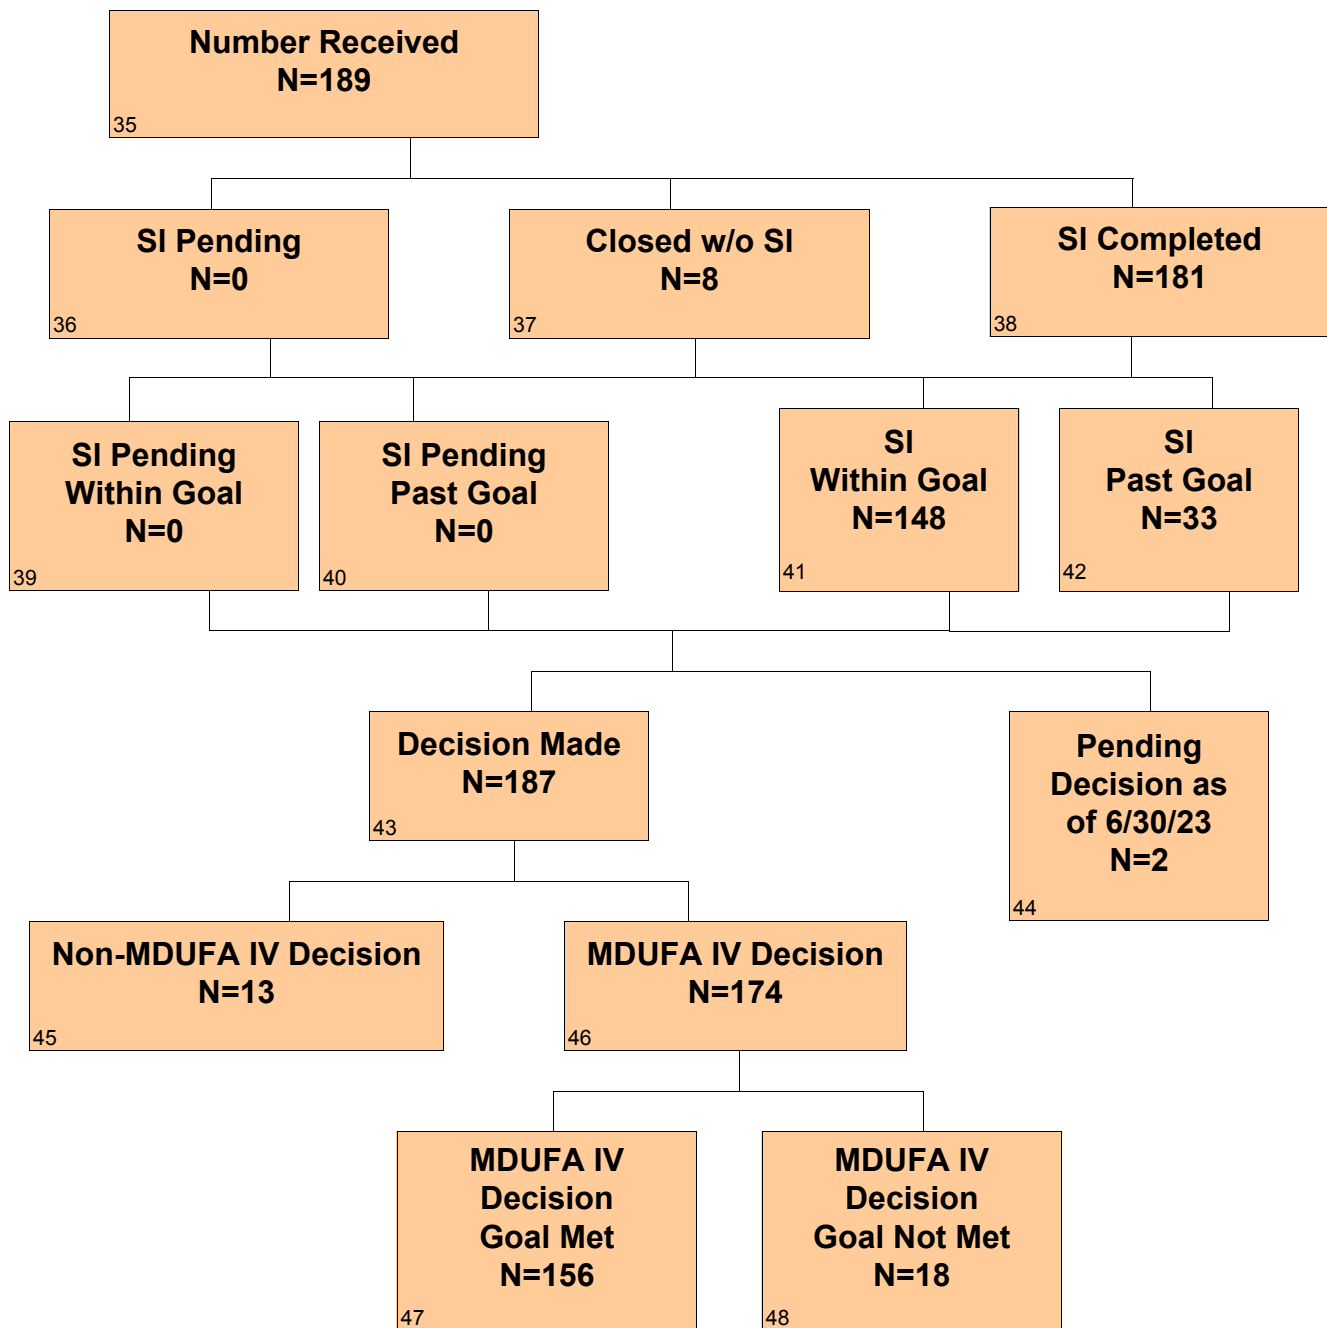 Number Received
N=189
35
SI Pending
N=0
36
Closed w/o SI
N=8
37
SI Completed
N=181
38
SI Pending
Within Goal
N=0
39
SI Pending
Past Goal
N=0
40
SI
Within Goal
N=148
41
SI
Past Goal
N=33
42
Decision Made
N=187
43
Pending
Decision as
of 6/30/23
N=2
44
Non-MDUFA IV Decision
N=13
45
MDUFA IV Decision
N=174
46
MDUFA IV
Decision
Goal Met
N=156
47
MDUFA IV
Decision
Goal Not Met
N=18
48